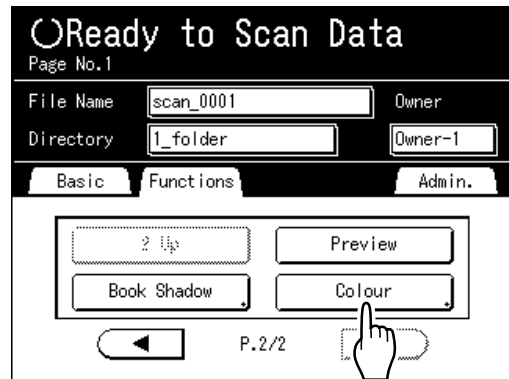 Ready to Scan Data
Page No.1
File Name scan_0001 Owner
Directory 1_folder Owner-1
Basic Functions Admin.
2 Up Preview
Book Shadow Colour
P.2/2